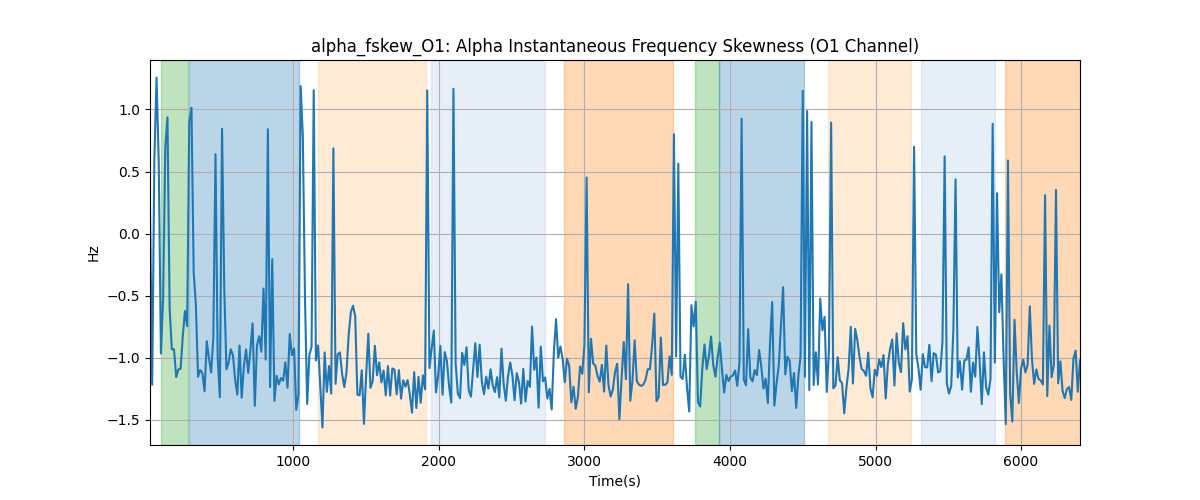 alpha_fskew_O1: Alpha Instantaneous Frequency Skewness (O1 Channel)
1.0
0.5
0.0
−0.5
−1.0
−1.5
Hz
1000 2000 3000 4000 5000 6000
Time(s)